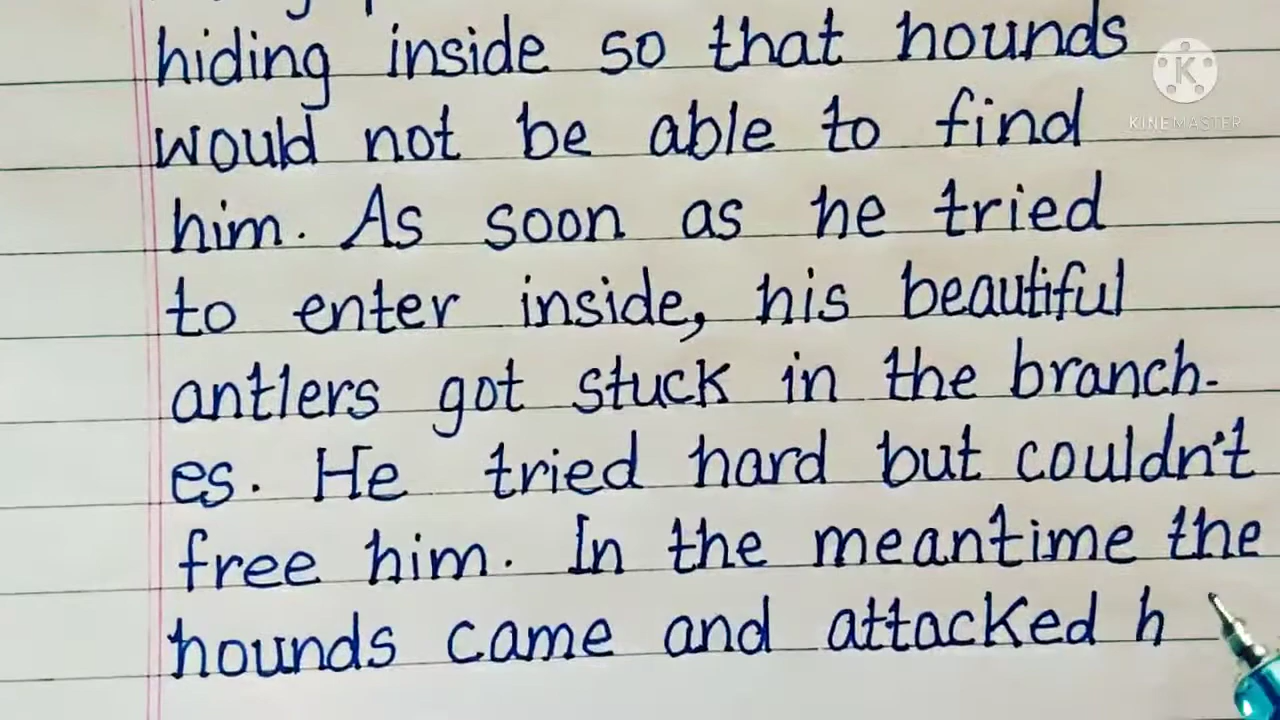 hiding inside so that hounds
would not be able to find
him. As soon as he tried
to enter inside, his beautiful
antlers got stuck in the branch-
es. He tried hard but couldn't
free him. In the meantime the
hounds came and attacked h
K
KINEMASTER